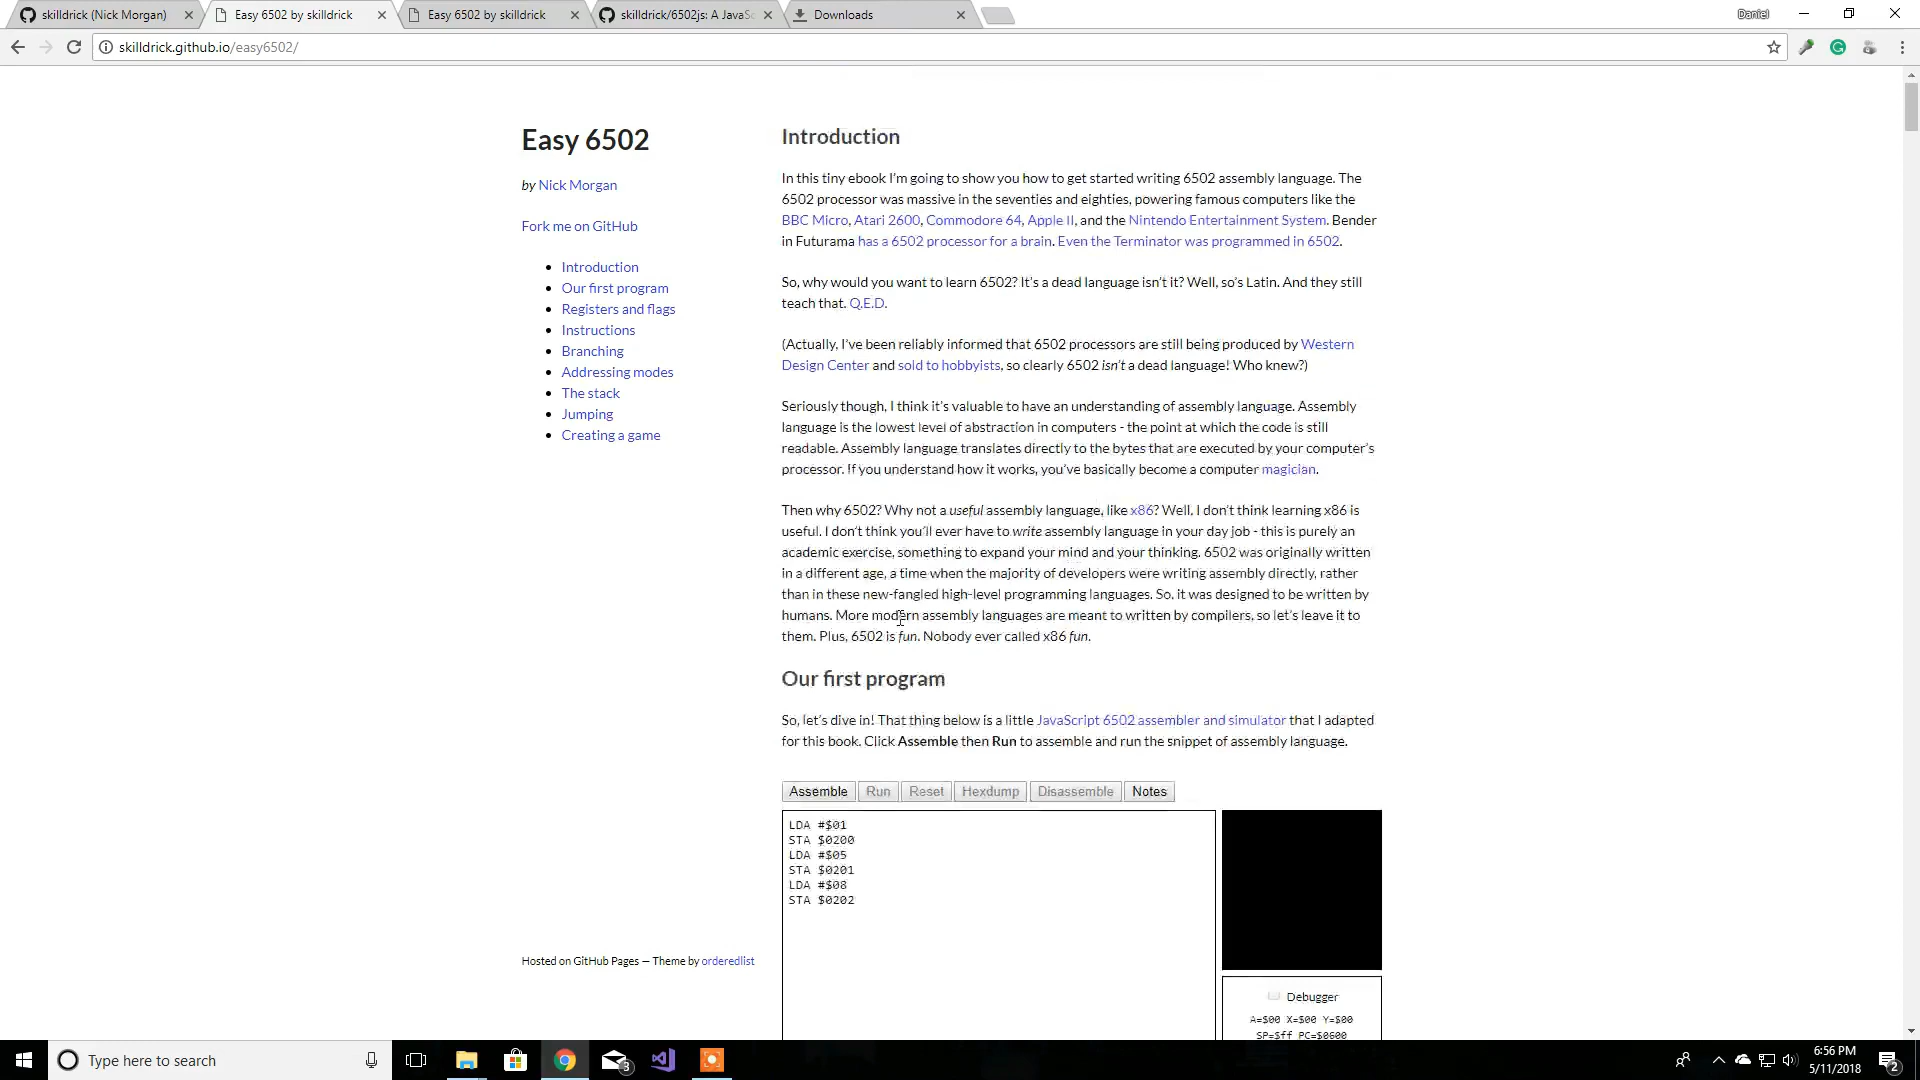 skilldrick (Nick Morgan)
Easy 6502 by skilldrick
Easy 6502 by skilldrick
skilldrick/6502js: A JavaSc
Downloads
Daniel
skilldrick.github.io/easy6502/
Easy 6502
by Nick Morgan
Fork me on GitHub
Introduction
Our first program
Registers and flags
Instructions
Branching
Addressing modes
The stack
Jumping
Creating a game
Hosted on GitHub Pages — Theme by orderedlist
Introduction
In this tiny ebook I'm going to show you how to get started writing 6502 assembly language. The
6502 processor was massive in the seventies and eighties, powering famous computers like the
BBC Micro, Atari 2600, Commodore 64, Apple II, and the Nintendo Entertainment System. Bender
in Futurama has a 6502 processor for a brain. Even the Terminator was programmed in 6502.
So, why would you want to learn 6502? It's a dead language isn't it? Well, so's Latin. And they still
teach that. Q.E.D.
(Actually, I've been reliably informed that 6502 processors are still being produced by Western
Design Center and sold to hobbyists, so clearly 6502 isn't a dead language! Who knew?)
Seriously though, I think it's valuable to have an understanding of assembly language. Assembly
language is the lowest level of abstraction in computers - the point at which the code is still
readable. Assembly language translates directly to the bytes that are executed by your computer's
processor. If you understand how it works, you've basically become a computer magician.
Then why 6502? Why not a useful assembly language, like x86? Well, I don't think learning x86 is
useful. I don't think you'll ever have to write assembly language in your day job - this is purely an
academic exercise, something to expand your mind and your thinking. 6502 was originally written
in a different age, a time when the majority of developers were writing assembly directly, rather
than in these new-fangled high-level programming languages. So, it was designed to be written by
humans. More modern assembly languages are meant to written by compilers, so let's leave it to
them. Plus, 6502 is fun. Nobody ever called x86 fun.
Our first program
So, let's dive in! That thing below is a little JavaScript 6502 assembler and simulator that I adapted
for this book. Click Assemble then Run to assemble and run the snippet of assembly language.
Assemble Run Reset Hexdump Disassemble Notes
LDA #$01
STA $0200
LDA #$05
STA $0201
LDA #$08
STA $0202
Debugger
A=$00 X=$00 Y=$00
SP=$ff PC=$0600
Type here to search
3
6:56 PM
5/11/2018
2